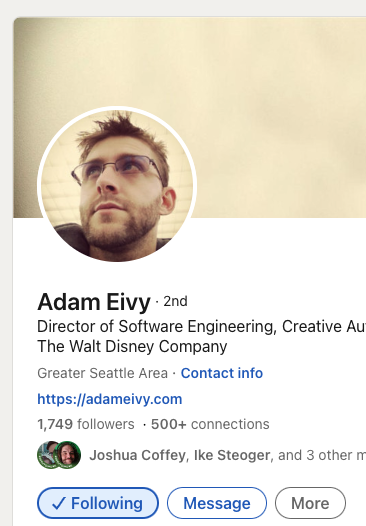 Adam Eivy · 2nd
Director of Software Engineering, Creative Au
The Walt Disney Company
Greater Seattle Area · Contact info
https://adameivy.com
1,749 followers · 500+ connections
Joshua Coffey, Ike Steoger, and 3 other m
Following Message More